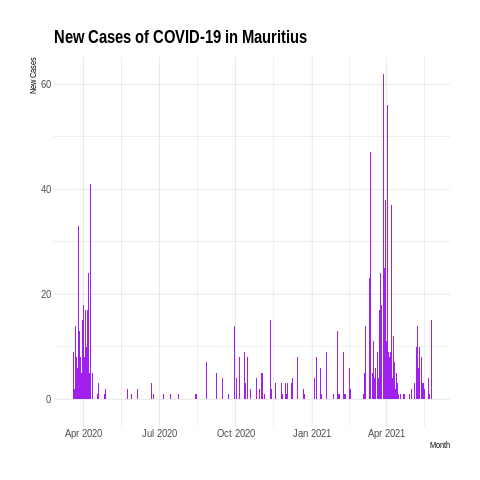 New Cases of COVID-19 in Mauritius
New Cases
60
40
20
0
Apr 2020 Jul 2020 Oct 2020 Jan 2021 Apr 2021
Month